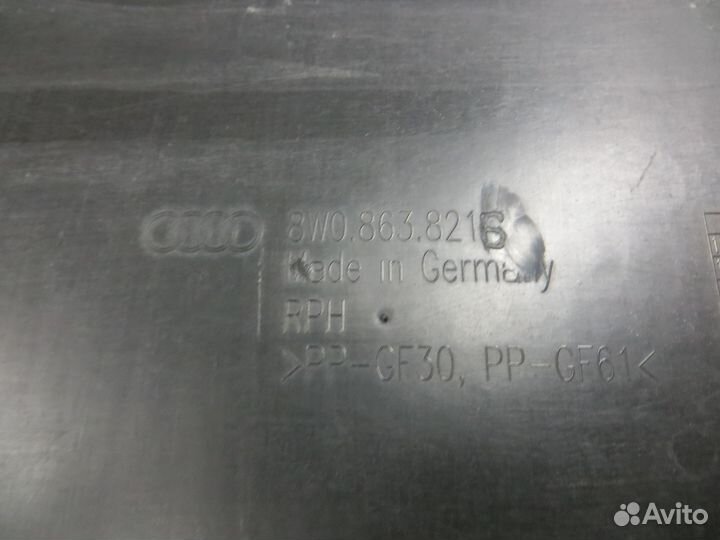 8W0.863.821
Made in Germany
RPH
>PP-GF30, PP-GF61<
Avito